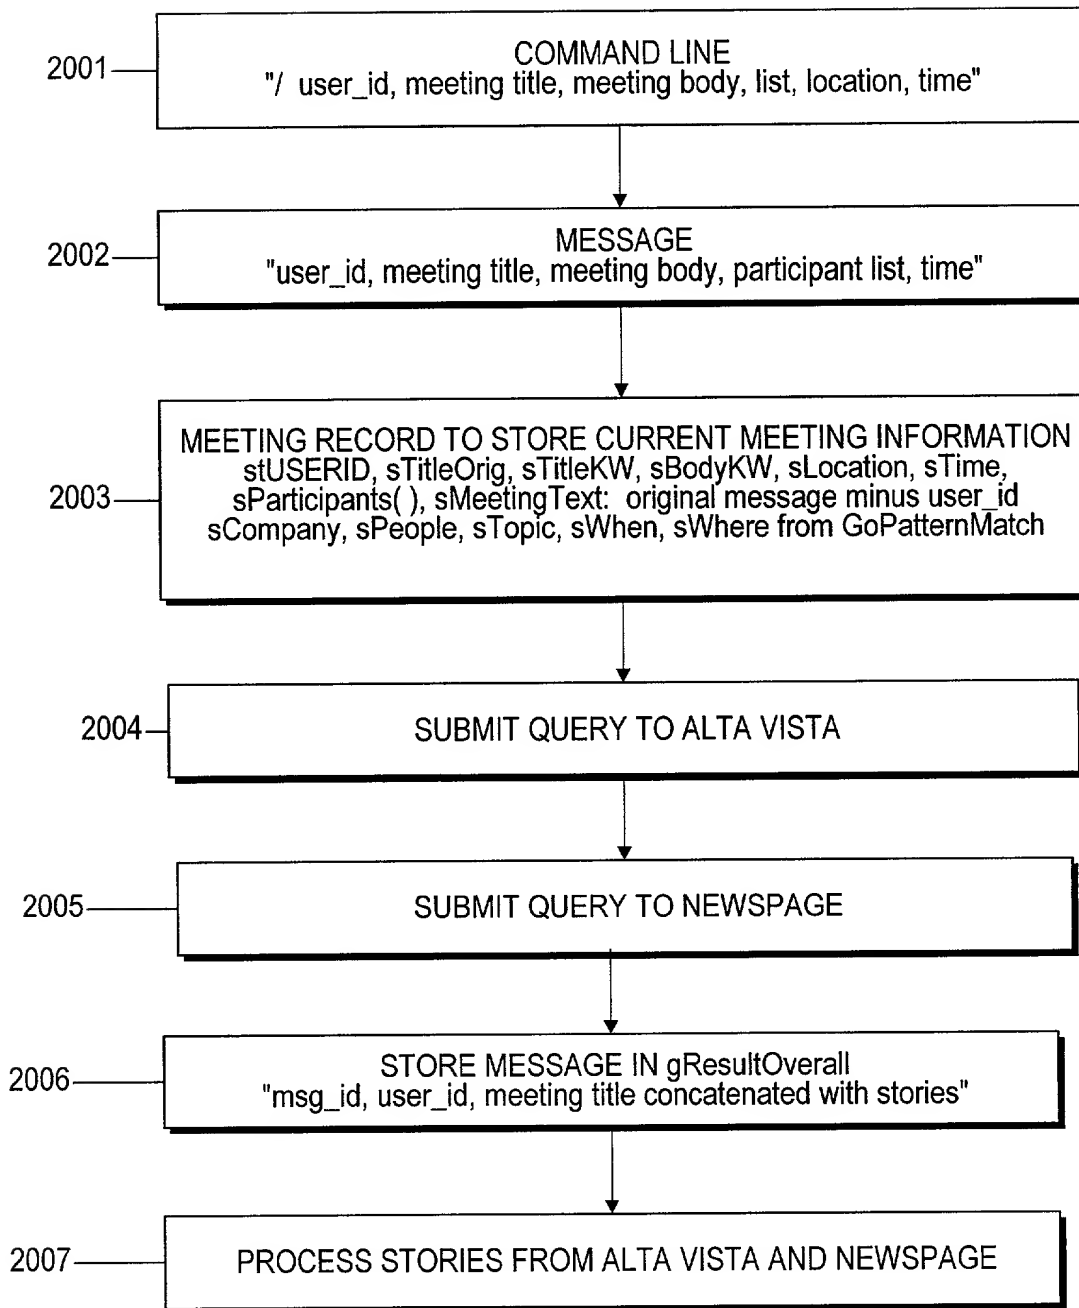 2001
COMMAND LINE
"/ user_id, meeting title, meeting body, list, location, time"
2002
MESSAGE
"user_id, meeting title, meeting body, participant list, time"
2003
MEETING RECORD TO STORE CURRENT MEETING INFORMATION
stUSERID, sTitleOrig, sTitleKW, sBodyKW, sLocation, sTime,
sParticipants( ), sMeetingText: original message minus user_id
sCompany, sPeople, sTopic, sWhen, sWhere from GoPatternMatch
2004
SUBMIT QUERY TO ALTA VISTA
2005
SUBMIT QUERY TO NEWSPAGE
2006
STORE MESSAGE IN gResultOverall
"msg_id, user_id, meeting title concatenated with stories"
2007
PROCESS STORIES FROM ALTA VISTA AND NEWSPAGE